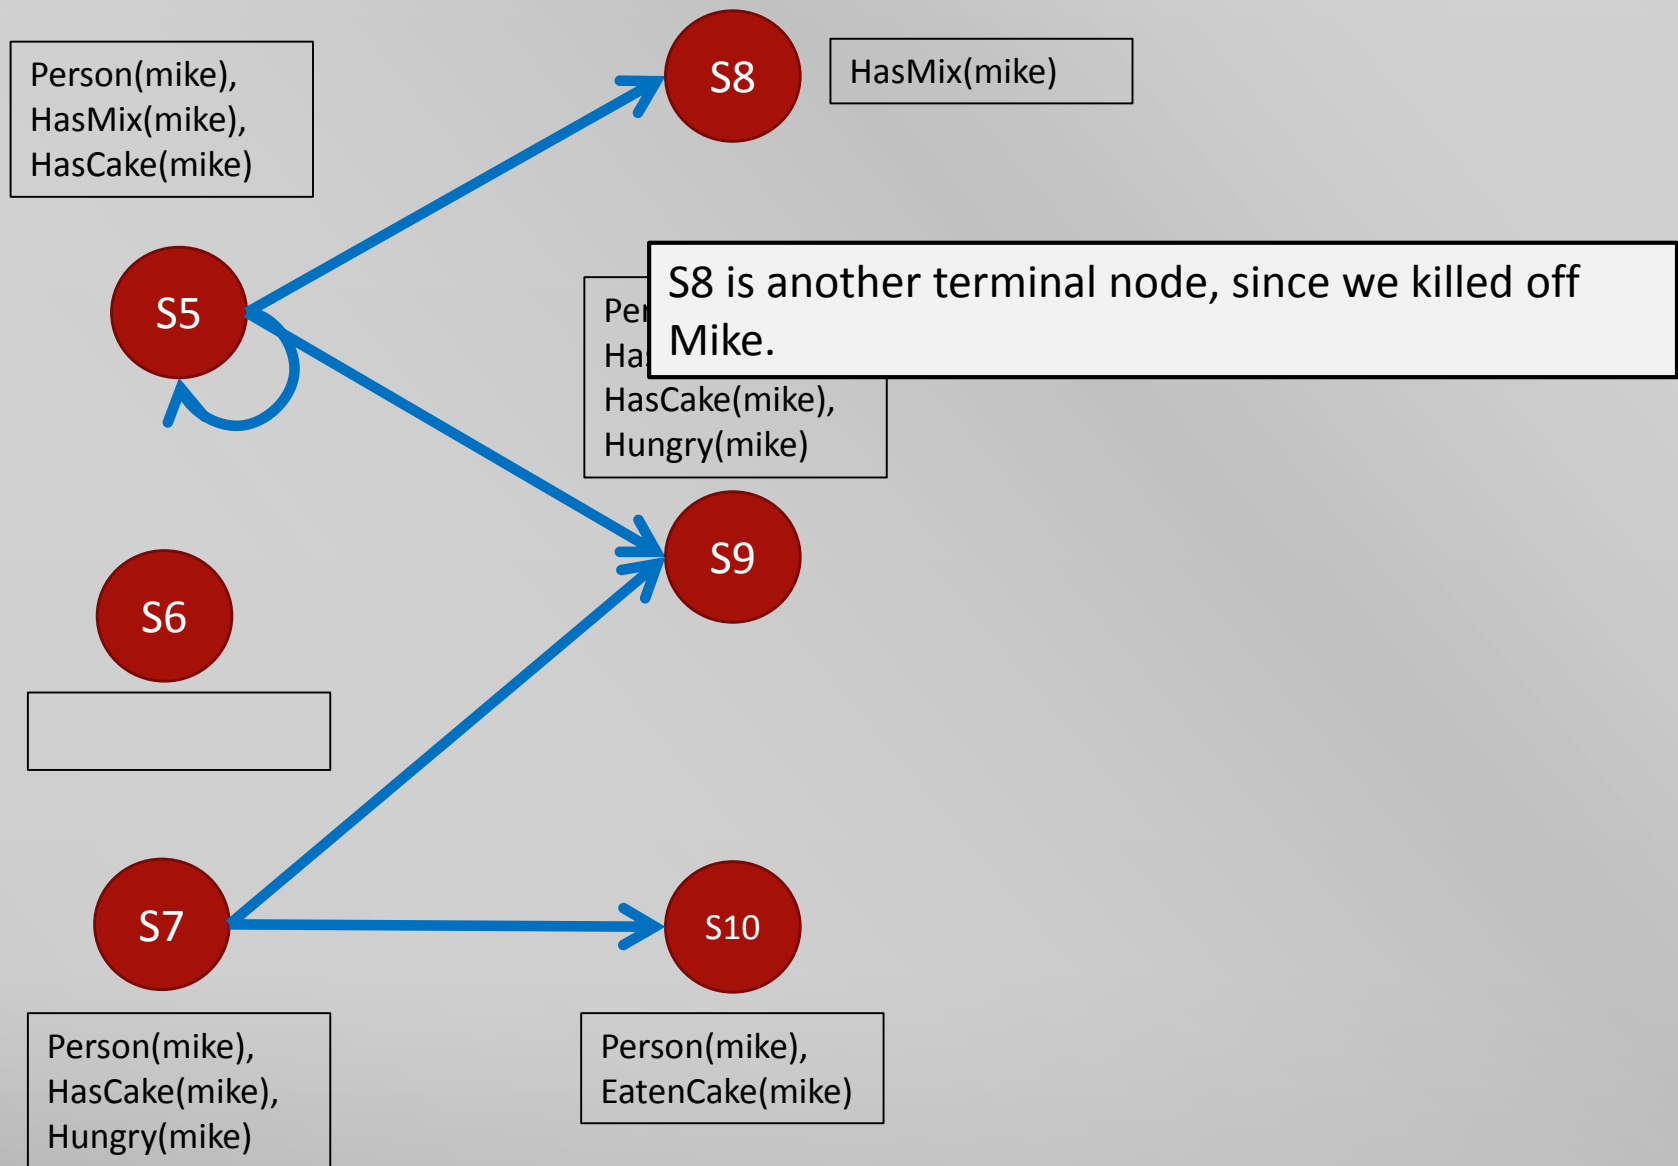 Person(mike),
HasMix(mike),
HasCake(mike)
S8
HasMix(mike)
S5
S8 is another terminal node, since we killed off
Mike.
HasCake(mike),
Hungry(mike)
S9
S6
S7
S10
Person(mike),
HasCake(mike),
Hungry(mike)
Person(mike),
EatenCake(mike)